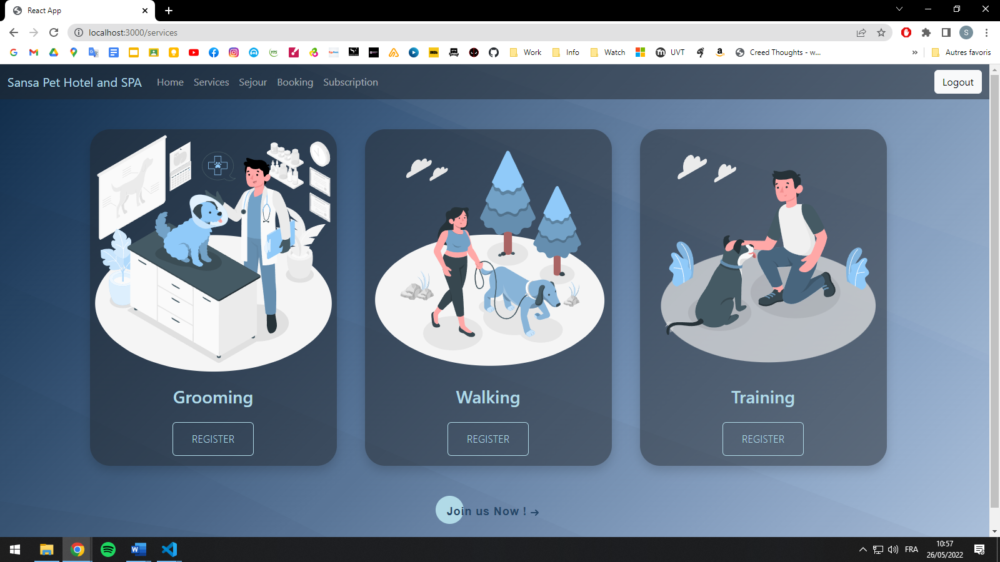 React App
localhost:3000/services
S
Work
Info
Watch
UVT
Creed Thoughts - w...
»
Autres favoris
Sansa Pet Hotel and SPA
Home
Services
Sejour
Booking
Subscription
Logout
Grooming
Walking
Training
REGISTER
REGISTER
REGISTER
Join us Now ! →
FRA
10:57
26/05/2022